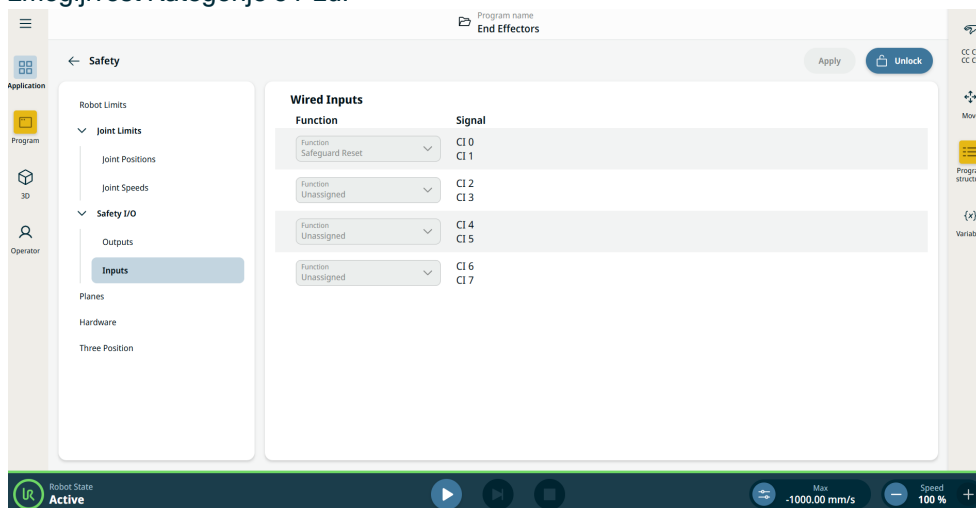 Program name
End Effectors
Safety
Apply
Unlock
Application
Program
3D
Operator
Robot Limits
Joint Limits
Joint Positions
Joint Speeds
Safety I/O
Outputs
Inputs
Planes
Hardware
Three Position
Wired Inputs
Function Signal
Function
Safeguard Reset
CI 0
CI 1
Function
Unassigned
CI 2
CI 3
Function
Unassigned
CI 4
CI 5
Function
Unassigned
CI 6
CI 7
{x}
Robot State
Active
Max
-1000.00 mm/s
Speed
100 %